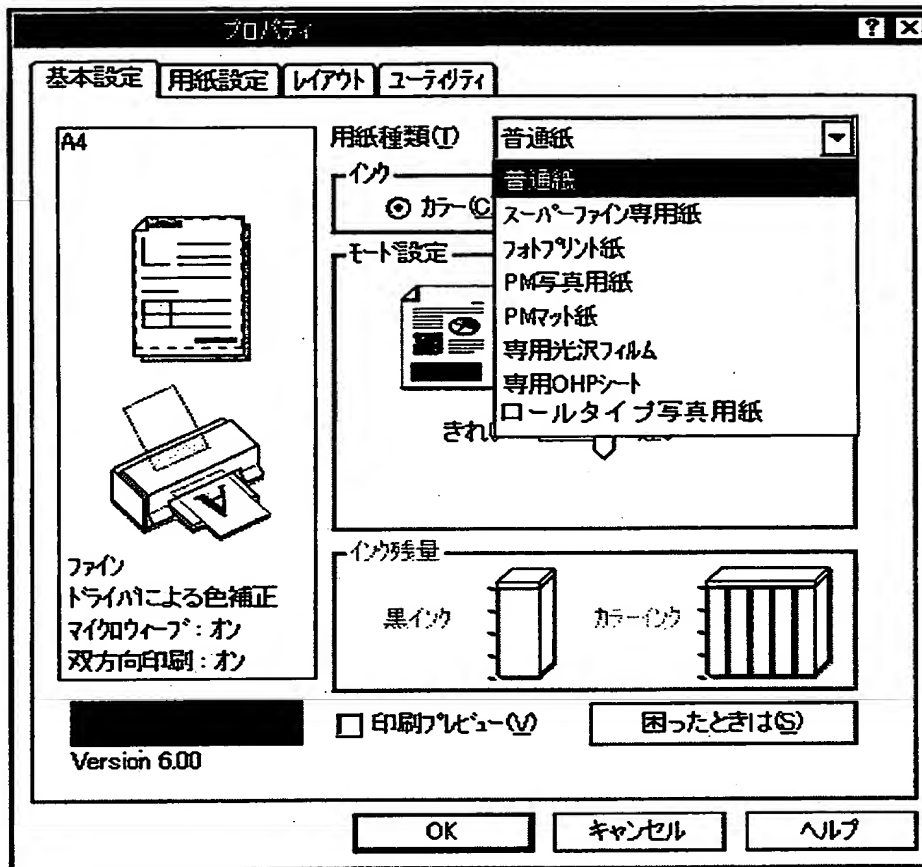 プロパティ
基本設定 用紙設定 レイアウト ユーティリティ
A4
用紙種類(T) 普通紙
普通紙
スーパーファイン専用紙
フォトプリント紙
PM写真用紙
PMマット紙
専用光沢フィルム
専用OHPシート
ロールタイプ写真用紙
インク
カラー(C
モード設定
きれい
ファイン
ドライバによる色補正
マイクロウィーブ:オン
双方向印刷:オン
インク残量
黒インク カラーインク
印刷プレビュー(V) 困ったときは(S)
Version 6.00
OK キャンセル ヘルプ